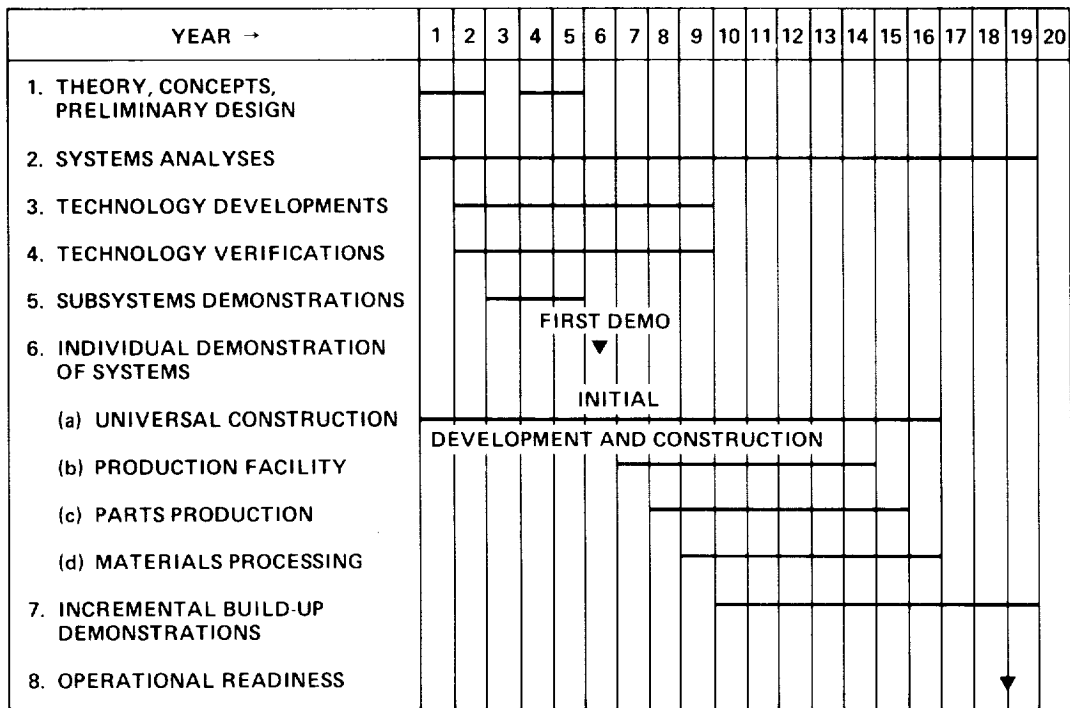 YEAR → 1 2 3 4 5 6 7 8 9 10 11 12 13 14 15 16 17 18 19 20
1. THEORY, CONCEPTS,
PRELIMINARY DESIGN
2. SYSTEMS ANALYSES
3. TECHNOLOGY DEVELOPMENTS
4. TECHNOLOGY VERIFICATIONS
5. SUBSYSTEMS DEMONSTRATIONS
FIRST DEMO
6. INDIVIDUAL DEMONSTRATION
OF SYSTEMS
INITIAL
(a) UNIVERSAL CONSTRUCTION
DEVELOPMENT AND CONSTRUCTION
(b) PRODUCTION FACILITY
(c) PARTS PRODUCTION
(d) MATERIALS PROCESSING
7. INCREMENTAL BUILD-UP
DEMONSTRATIONS
8. OPERATIONAL READINESS